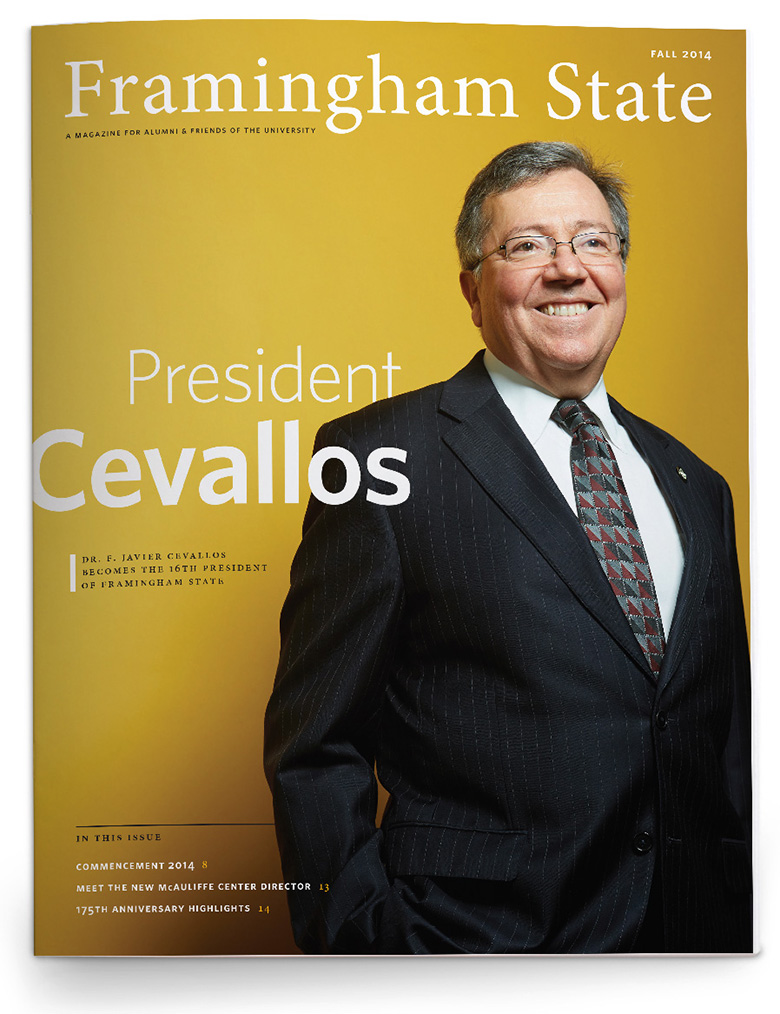 FALL 2014
Framingham State
A MAGAZINE FOR ALUMNI & FRIENDS OF THE UNIVERSITY
President
Cevallos
DR. F. JAVIER CEVALLOS
BECOMES THE 16TH PRESIDENT
OF FRAMINGHAM STATE
IN THIS ISSUE
COMMENCEMENT 2014 8
MEET THE NEW McAULIFFE CENTER DIRECTOR 13
175TH ANNIVERSARY HIGHLIGHTS 14